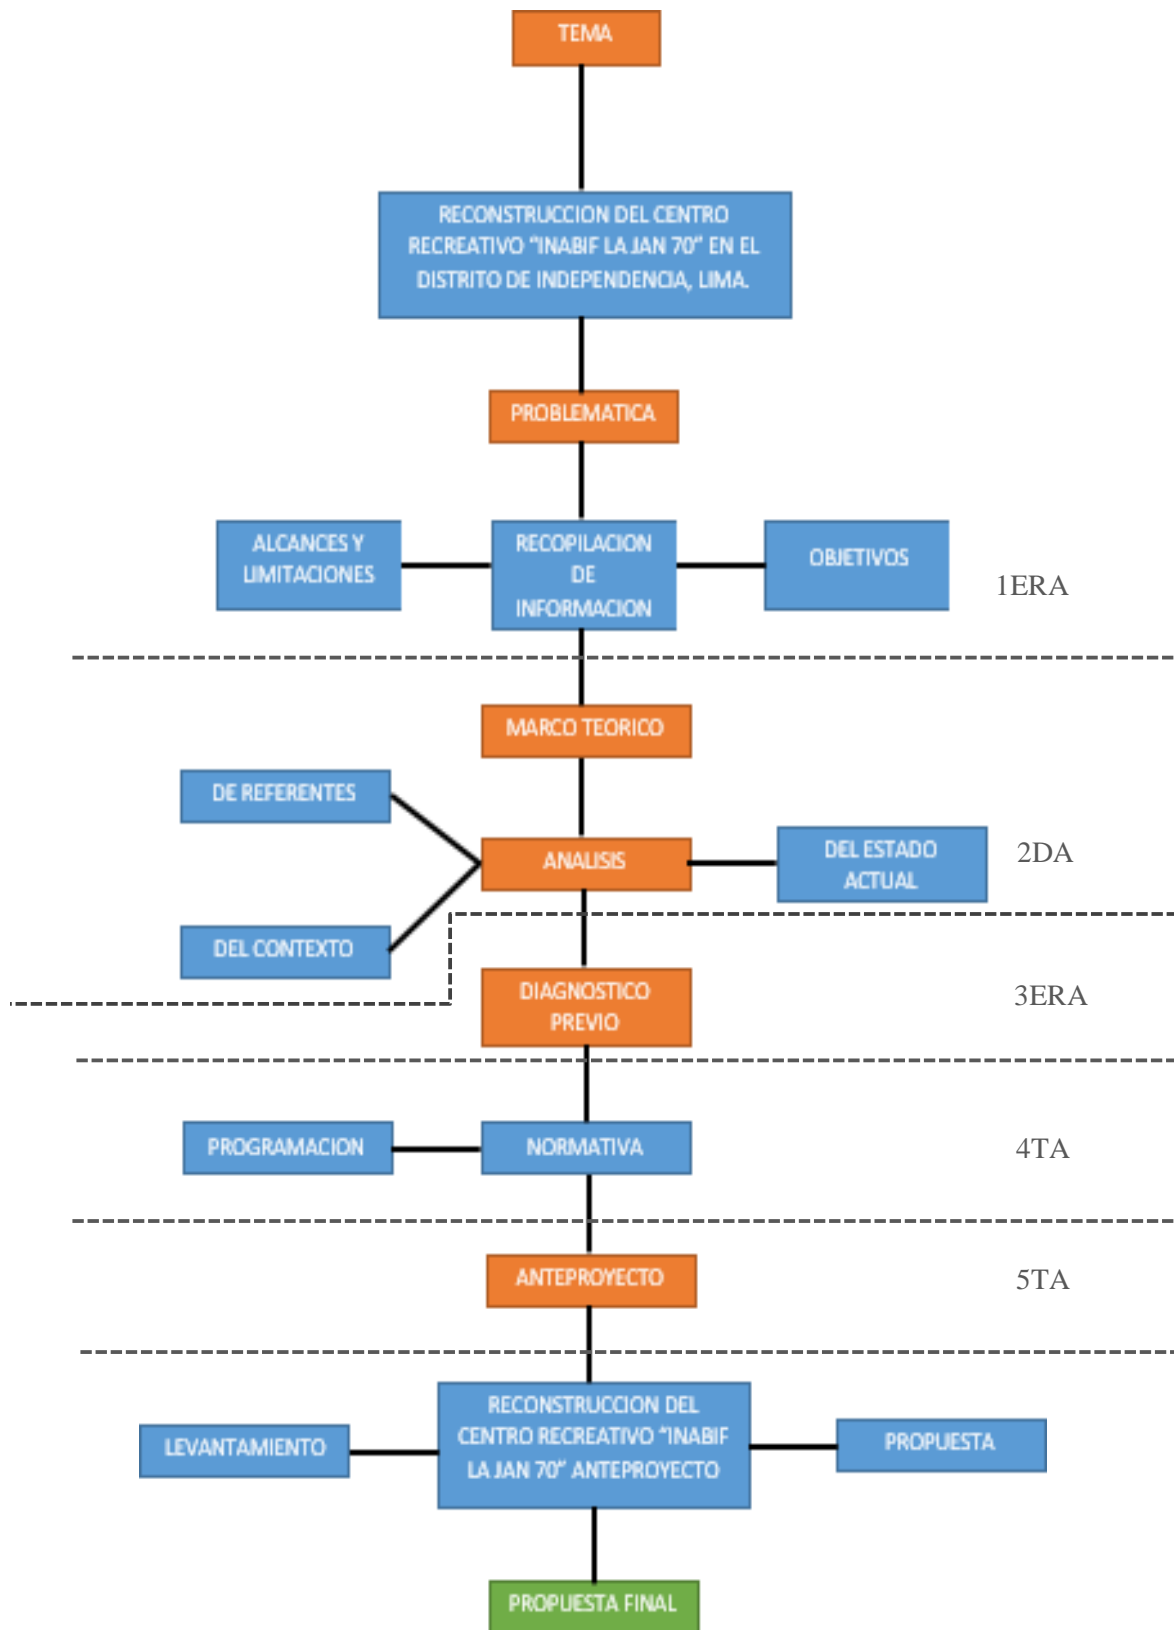 TEMA
RECONSTRUCCION DEL CENTRO
RECREATIVO “INABIF LA JAN 70” EN EL
DISTRITO DE INDEPENDENCIA, LIMA.
PROBLEMATICA
ALCANCES Y
LIMITACIONES
RECOPILACION
DE
INFORMACION
OBJETIVOS
1ERA
MARCO TEORICO
DE REFERENTES
ANALISIS
DEL ESTADO
ACTUAL
2DA
DEL CONTEXTO
DIAGNOSTICO
PREVIO
3ERA
PROGRAMACION
NORMATIVA
4TA
ANTEPROYECTO
5TA
LEVANTAMIENTO
RECONSTRUCCION DEL
CENTRO RECREATIVO “INABIF
LA JAN 70” ANTEPROYECTO
PROPUESTA
PROPUESTA FINAL